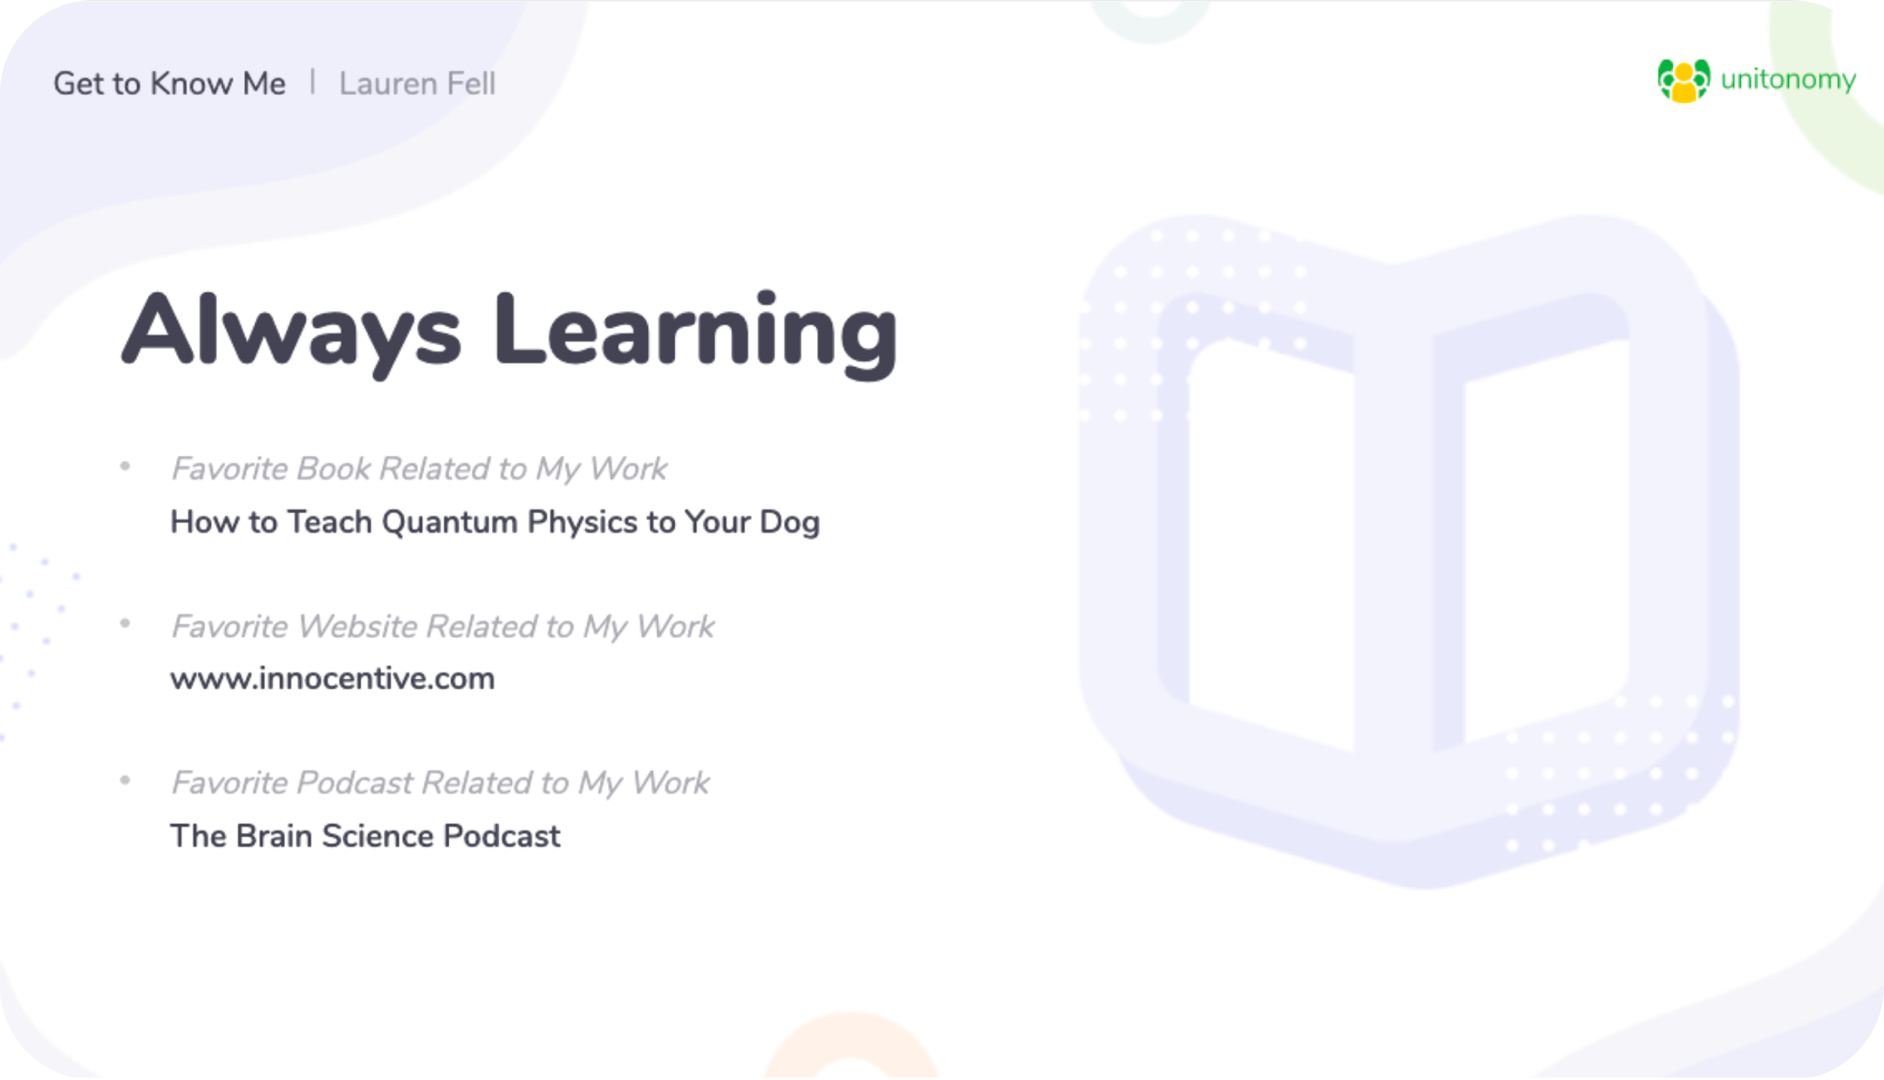 Get to Know Me | Lauren Fell
unitonomy
Always Learning
• Favorite Book Related to My Work
How to Teach Quantum Physics to Your Dog
• Favorite Website Related to My Work
www.innocentive.com
• Favorite Podcast Related to My Work
The Brain Science Podcast